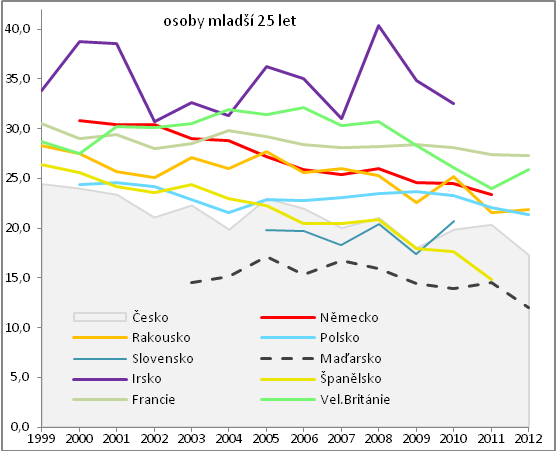 osoby mladší 25 let
40,0
35,0
30,0
25,0
20,0
15,0
10,0
5,0
0,0
Česko Německo
Rakousko Polsko
Slovensko Maďarsko
Irsko Španělsko
Francie Vel.Británie
1999 2000 2001 2002 2003 2004 2005 2006 2007 2008 2009 2010 2011 2012